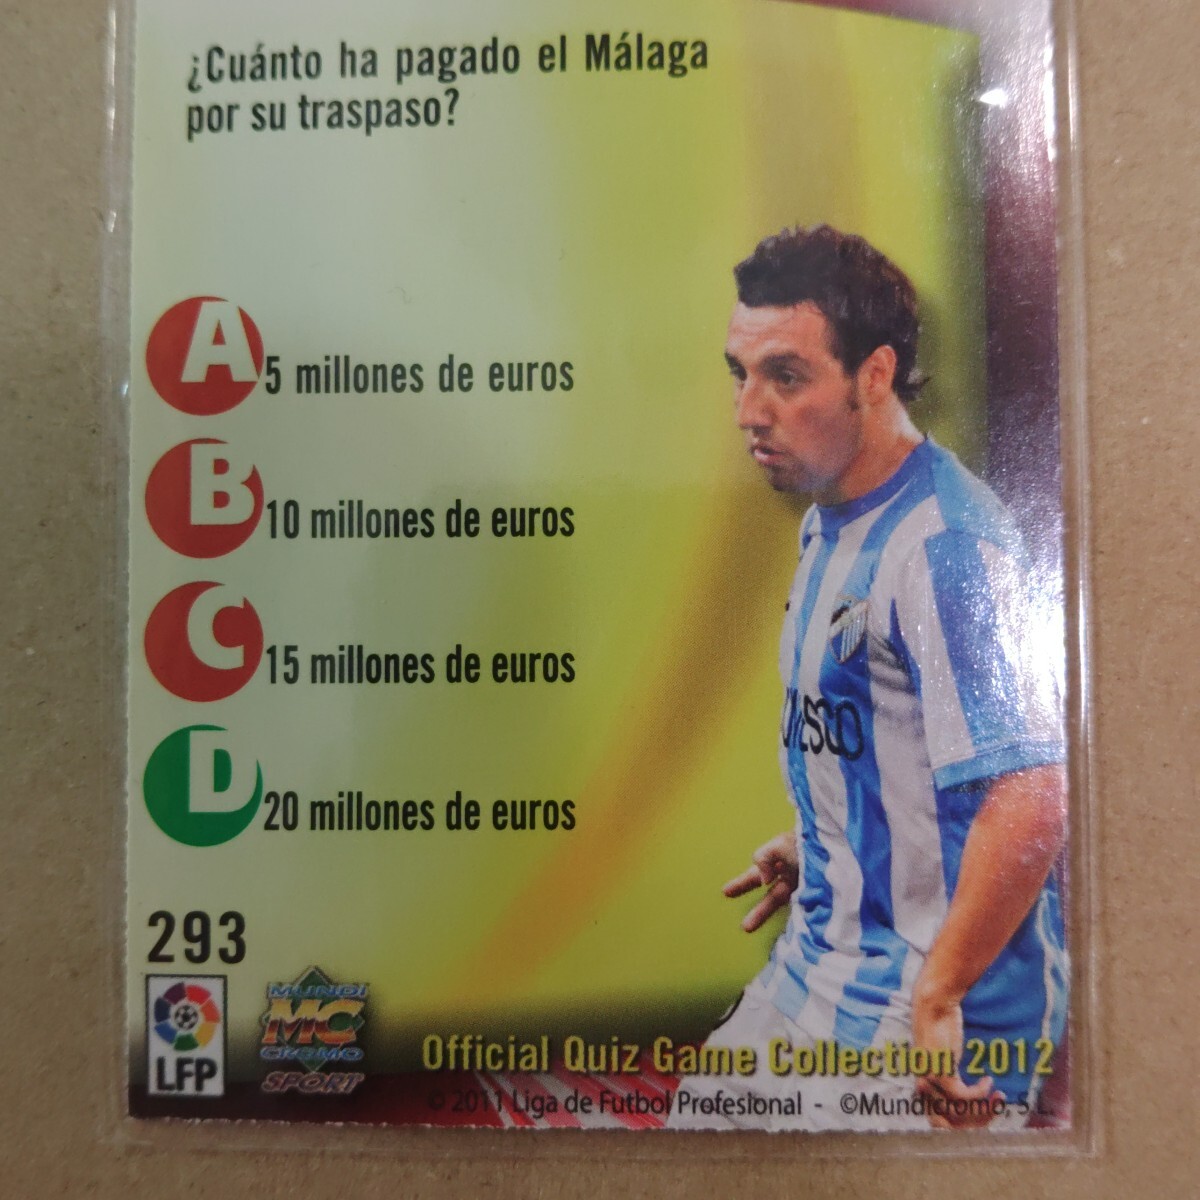 ¿Cuánto ha pagado el Málaga
por su traspaso?
A 5 millones de euros
B 10 millones de euros
C 15 millones de euros
D 20 millones de euros
293
LFP
MUNDI
MC
CROMO
SPORT
Official Quiz Game Collection 2012
© 2011 Liga de Futbol Profesional - ©Mundicromo, S.L.